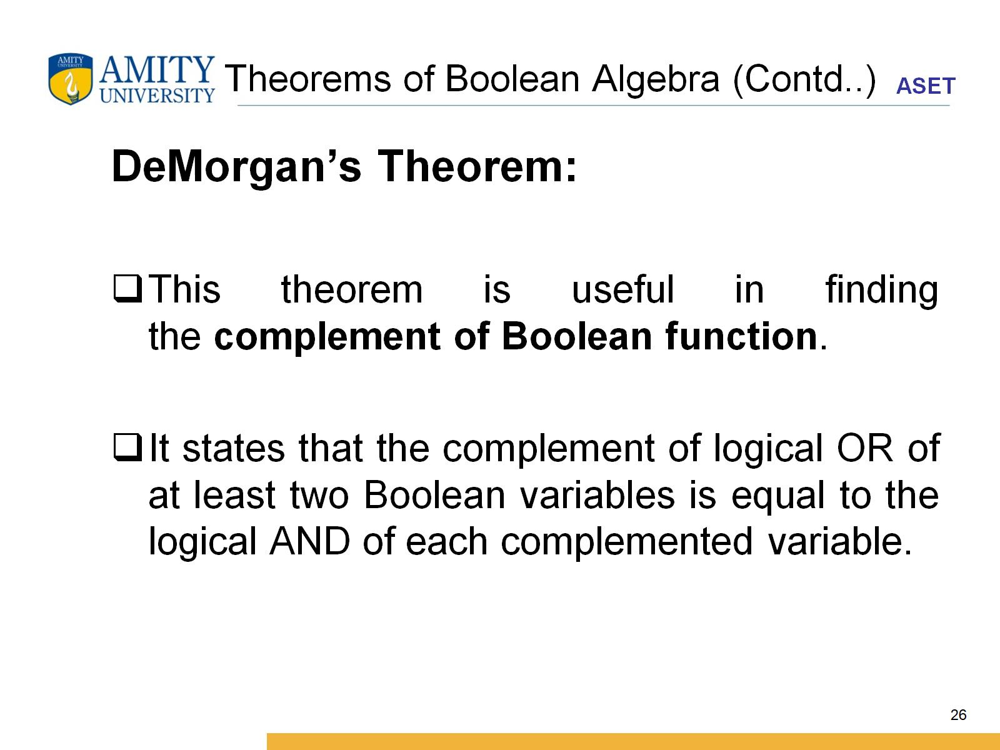 AMITY
UNIVERSITY
AMITY
UNIVERSITY
Theorems of Boolean Algebra (Contd..)
ASET
DeMorgan’s Theorem:
This theorem is useful in finding
the complement of Boolean function.
It states that the complement of logical OR of
at least two Boolean variables is equal to the
logical AND of each complemented variable.
26